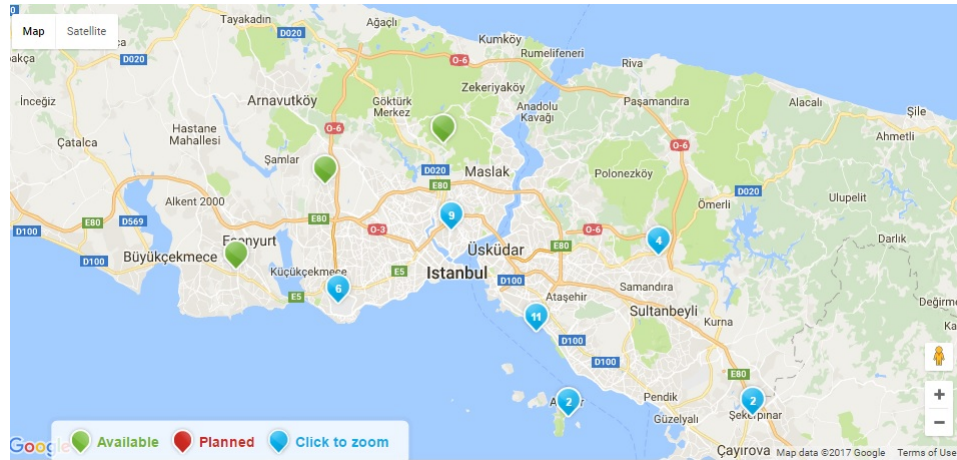 Map
Satellite
Tayakadın
Ağaçlı
D020
Kumköy
Rumelifeneri
D020
O-6
Riva
Zekeriyaköy
İnceğiz
Arnavutköy
Göktürk
Merkez
Anadolu
Kavağı
Paşamandıra
Alacalı
Şile
Hastane
Mahallesi
O-6
Ahmetli
Çatalca
O-6
Şamlar
D020
Maslak
Polonezköy
E80
D020
Alkent 2000
Ömerli
Ulupelit
E80
D569
E80
9
D100
O-3
O-6
4
Darlık
Esenyurt
Üsküdar
E80
Büyükçekmece
D100
Küçükçekmece
E5
Istanbul
D100
Samandıra
6
E5
Ataşehir
Sultanbeyli
11
Kurna
D100
D100
E80
2
Pendik
2
Güzelyalı
Şekerpınar
Çayırova
Google
Available
Planned
Click to zoom
Map data ©2017 Google
Terms of Use